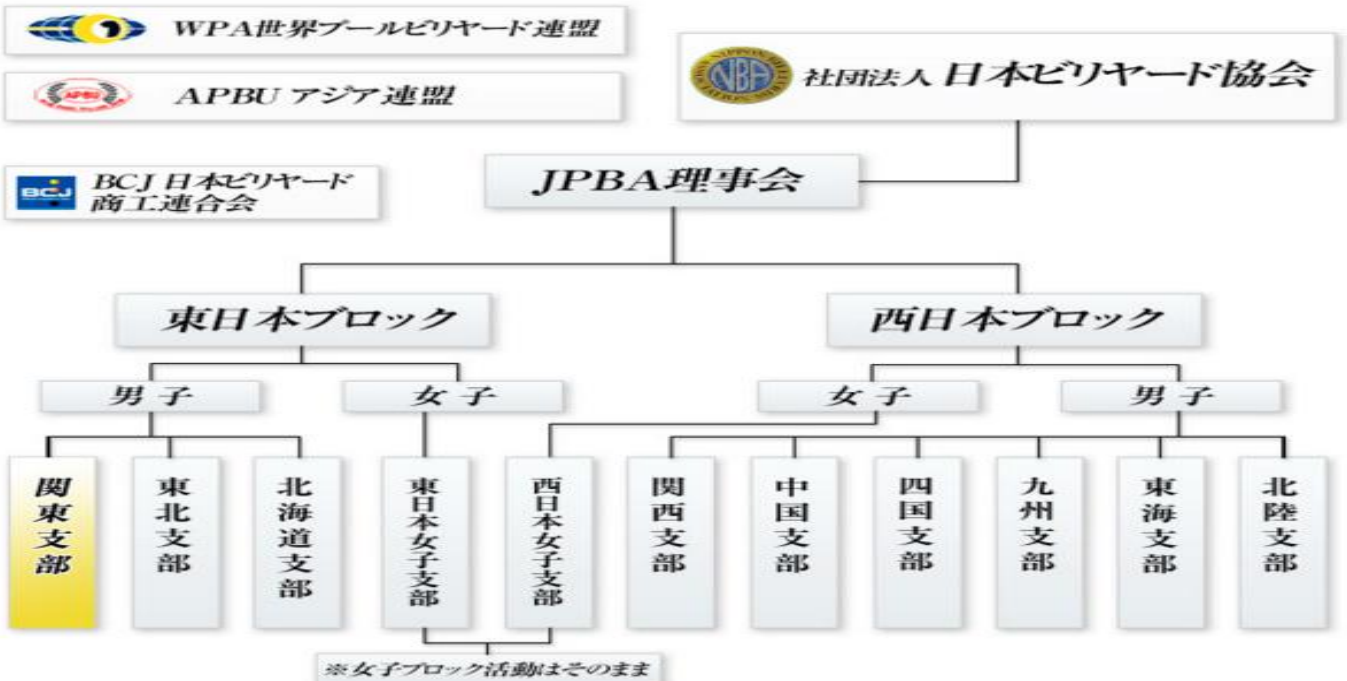 WPA世界プールビリヤード連盟
APBU アジア連盟
NBA 社団法人 日本ビリヤード協会
BCJ BCJ 日本ビリヤード
商工連合会
JPBA理事会
東日本ブロック
西日本ブロック
男子
女子
女子
男子
関東支部
東北支部
北海道支部
東日本女子支部
西日本女子支部
関西支部
中国支部
四国支部
九州支部
東海支部
北陸支部
※女子ブロック活動はそのまま